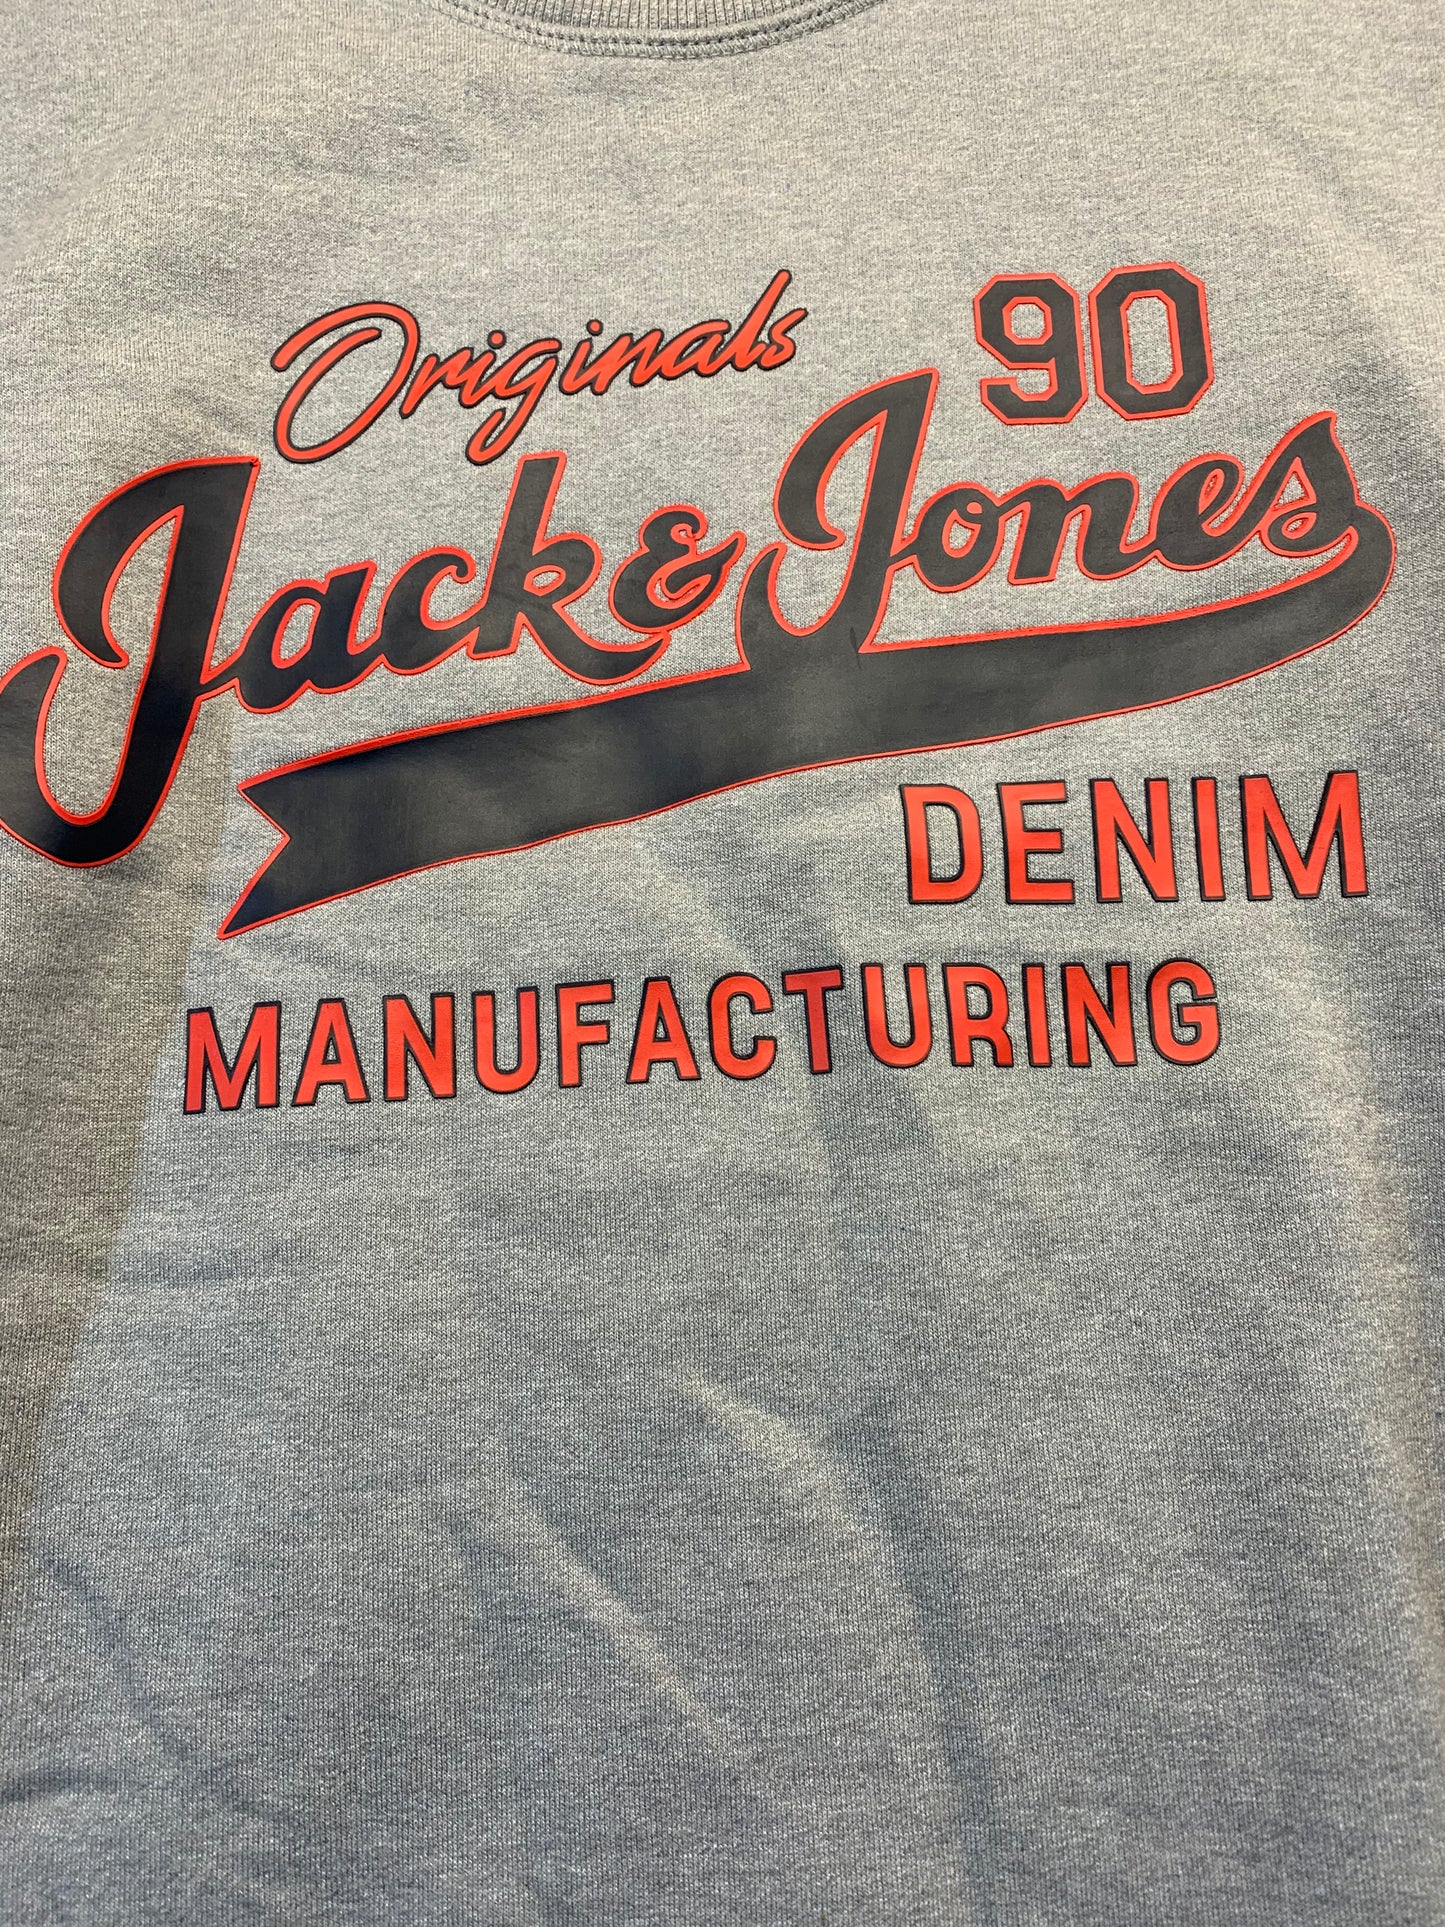 Originals 90
Jack & Jones
DENIM
MANUFACTURING